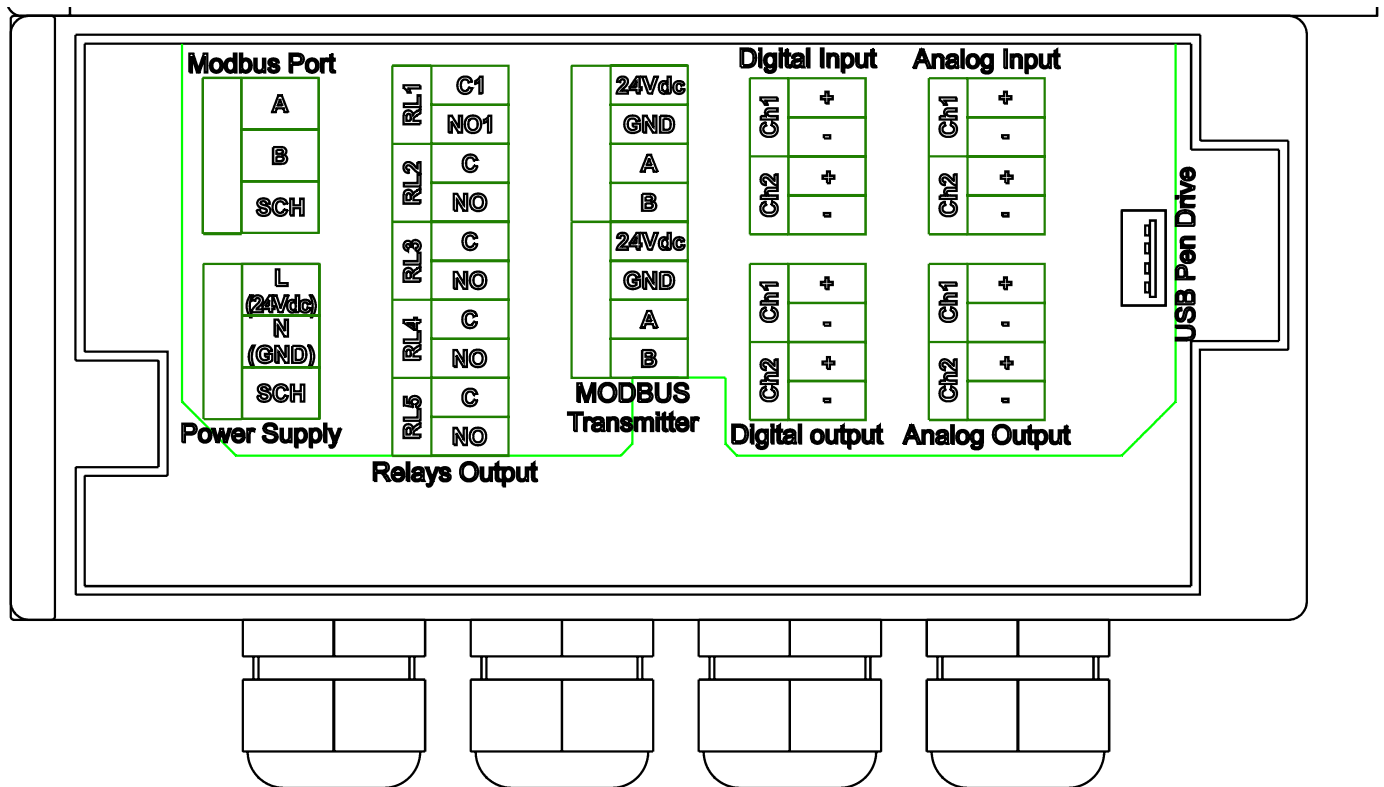 Modbus Port
A
B
SCH
L
(24Vdc)
N
(GND)
SCH
Power Supply
RL1
C1
NO1
RL2
C
NO
RL3
C
NO
RL4
C
NO
RL5
C
NO
Relays Output
24Vdc
GND
A
B
24Vdc
GND
A
B
MODBUS
Transmitter
Digital Input
Ch1
+
-
Ch2
+
-
Ch1
+
-
Ch2
+
-
Digital output
Analog Input
Ch1
+
-
Ch2
+
-
Ch1
+
-
Ch2
+
-
Analog Output
USB Pen Drive